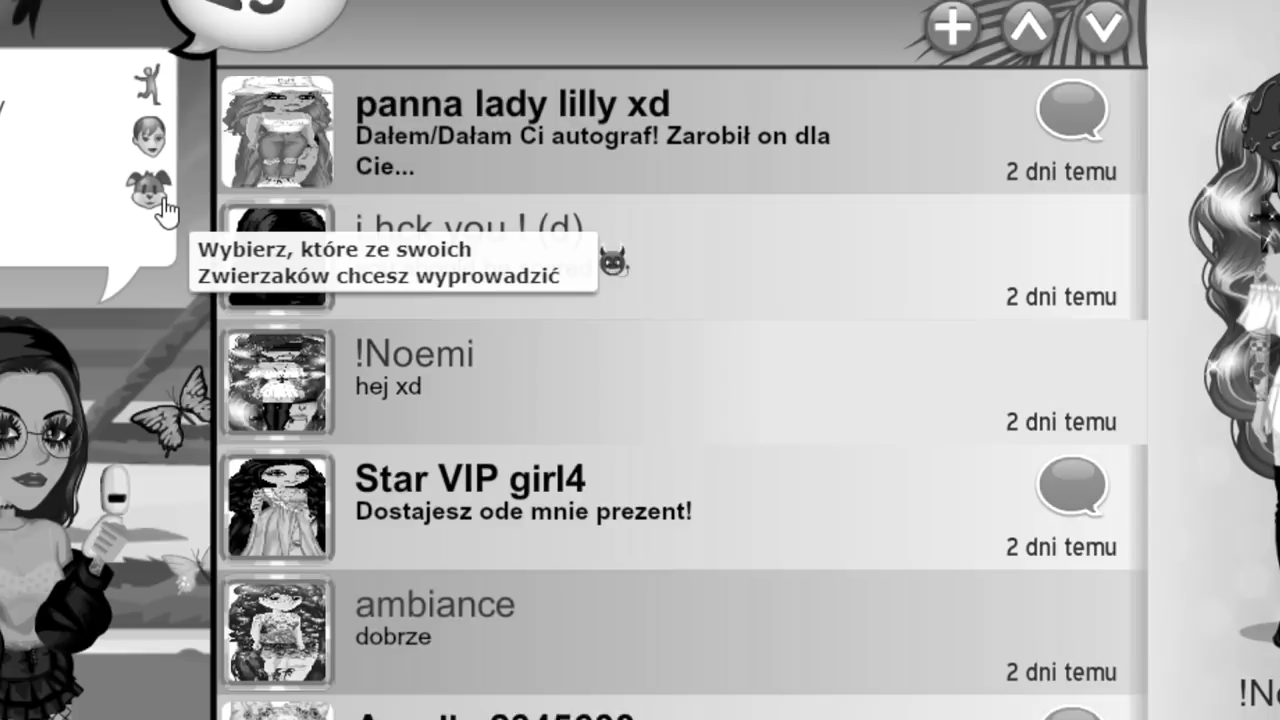 panna lady lilly xd
Dałem/Dałam Ci autograf! Zarobił on dla
Cie...
2 dni temu
i hck you ! (d)
Wybierz, które ze swoich
Zwierzaków chcesz wyprowadzić
2 dni temu
!Noemi
hej xd
2 dni temu
Star VIP girl4
Dostajesz ode mnie prezent!
2 dni temu
ambiance
dobrze
2 dni temu